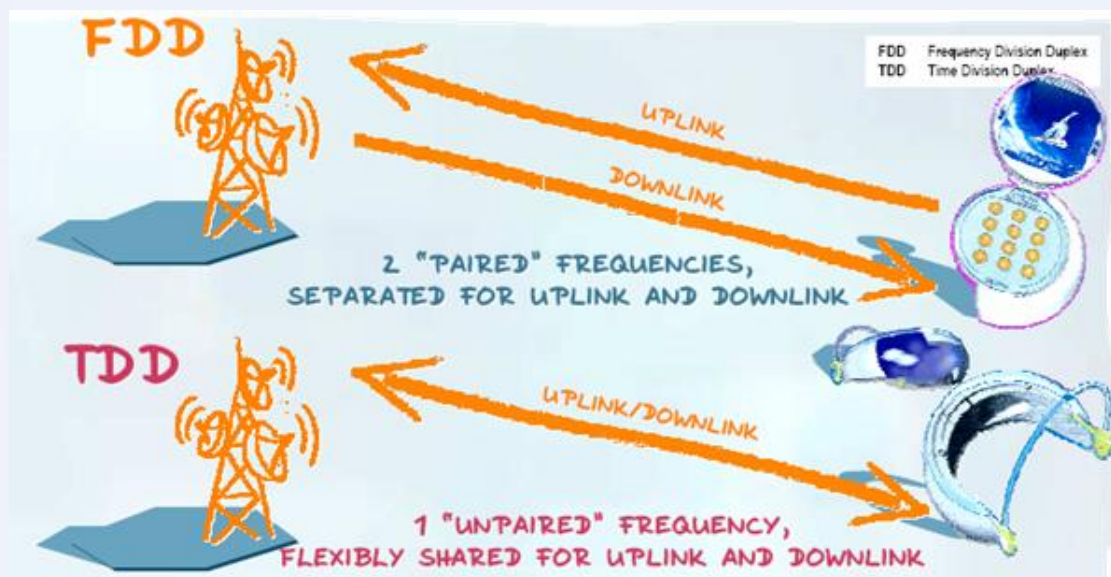 FDD
FDD Frequency Division Duplex
TDD Time Division Duplex
UPLINK
DOWNLINK
2 "PAIRED" FREQUENCIES,
SEPARATED FOR UPLINK AND DOWNLINK
TDD
UPLINK/DOWNLINK
1 "UNPAIRED" FREQUENCY,
FLEXIBLY SHARED FOR UPLINK AND DOWNLINK